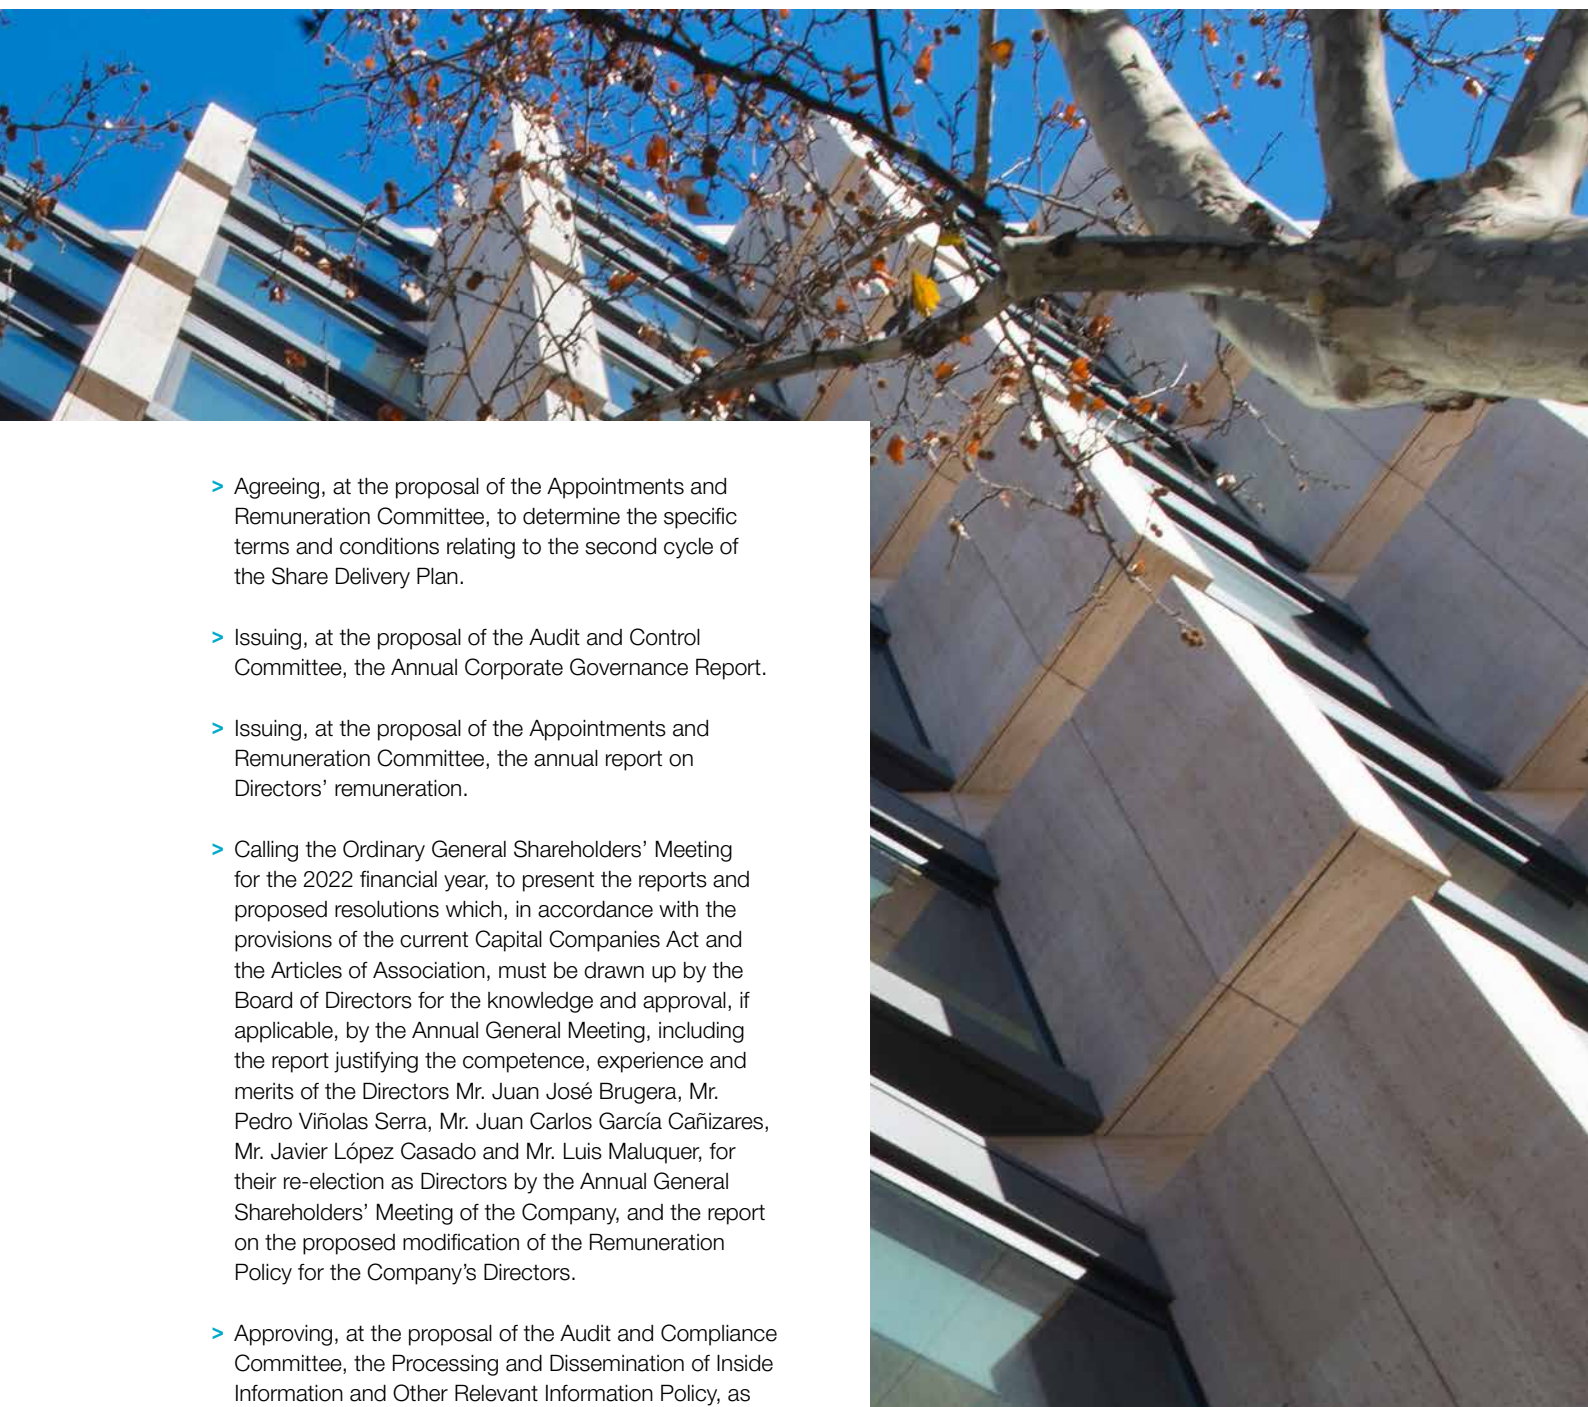 > Agreeing, at the proposal of the Appointments and
Remuneration Committee, to determine the specific
terms and conditions relating to the second cycle of
the Share Delivery Plan.
> Issuing, at the proposal of the Audit and Control
Committee, the Annual Corporate Governance Report.
> Issuing, at the proposal of the Appointments and
Remuneration Committee, the annual report on
Directors’ remuneration.
> Calling the Ordinary General Shareholders’ Meeting
for the 2022 financial year, to present the reports and
proposed resolutions which, in accordance with the
provisions of the current Capital Companies Act and
the Articles of Association, must be drawn up by the
Board of Directors for the knowledge and approval, if
applicable, by the Annual General Meeting, including
the report justifying the competence, experience and
merits of the Directors Mr. Juan José Brugera, Mr.
Pedro Viñolas Serra, Mr. Juan Carlos García Cañizares,
Mr. Javier López Casado and Mr. Luis Maluquer, for
their re-election as Directors by the Annual General
Shareholders’ Meeting of the Company, and the report
on the proposed modification of the Remuneration
Policy for the Company’s Directors.
> Approving, at the proposal of the Audit and Compliance
Committee, the Processing and Dissemination of Inside
Information and Other Relevant Information Policy, as